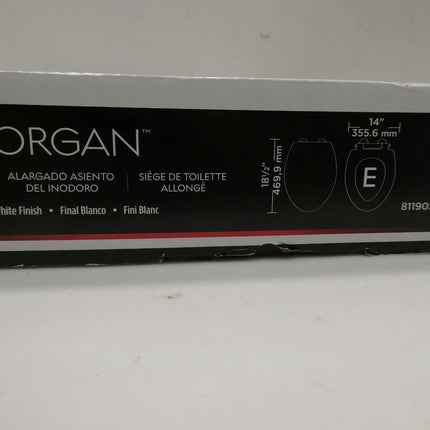 ORGAN™
ALARGADO ASIENTO
DEL INODORO
SIÈGE DE TOILETTE
ALLONGÉ
White Finish • Final Blanco • Fini Blanc
18½"
469,9 mm
14"
355.6 mm
E
811903